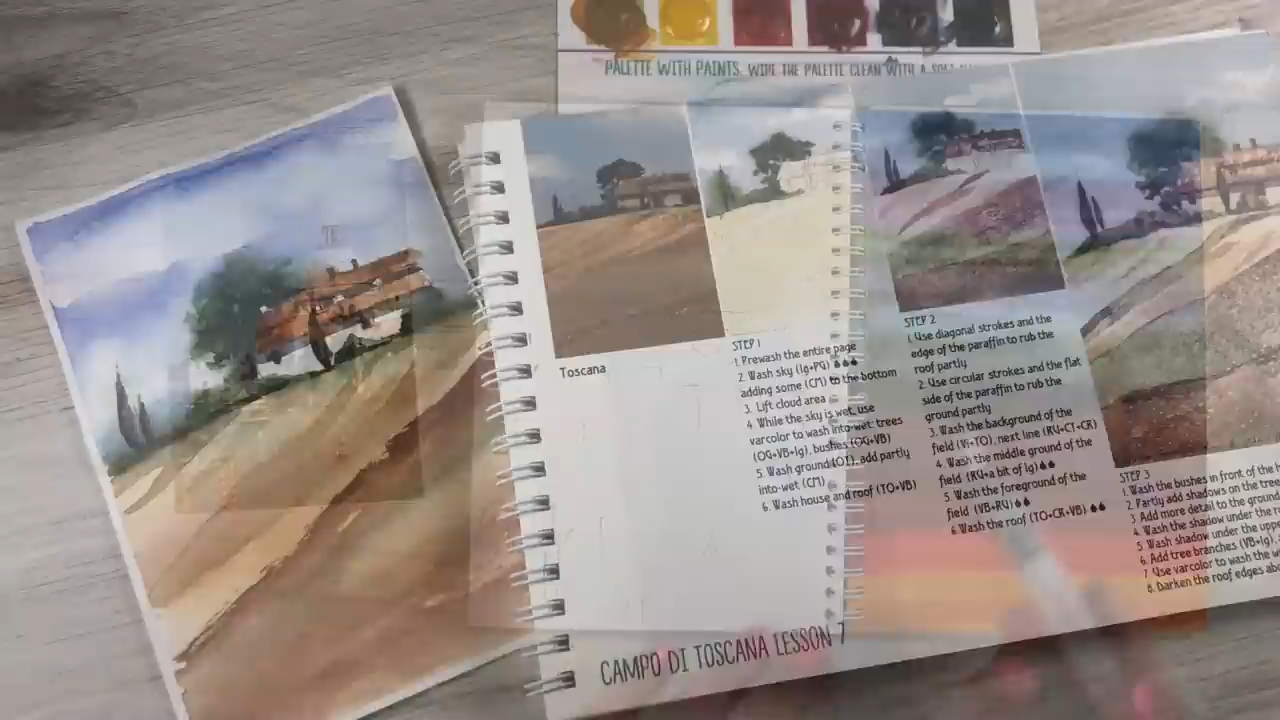 PALETTE WITH PAINTS. WIPE THE PALETTE CLEAN WITH A
Toscana
STEP 1
1. Prewash the entire page
2. Wash sky (Ig+PG)
adding some (CM) to the bottom
3. Lift cloud area
4. While the sky is wet, use
varcolor to wash into-wet: trees
(OG+VB+Ig), bushes (OG+VB)
5. Wash ground (OT), add partly
into-wet (CM)
6. Wash house and roof (TO+VB)
STEP 2
1. Use diagonal strokes and the
edge of the paraffin to rub the
roof partly
2. Use circular strokes and the flat
side of the paraffin to rub the
ground partly
3. Wash the background of the
field (Vi+TO), next line (RU+CT+CR)
4. Wash the middle ground of the
field (RU+a bit of Ig)
5. Wash the foreground of the
field (VB+RU)
6. Wash the roof (TO+CR+VB)
STEP 3
1. Wash the bushes in front of the
2. Partly add shadows on the
3. Add more detail to the
4. Wash the shadow under the
5. Wash shadow under the
6. Add tree branches (VB+Ig),
7. Use varcolor to wash the
8. Darken the roof edges
CAMPO DI TOSCANA LESSON 7